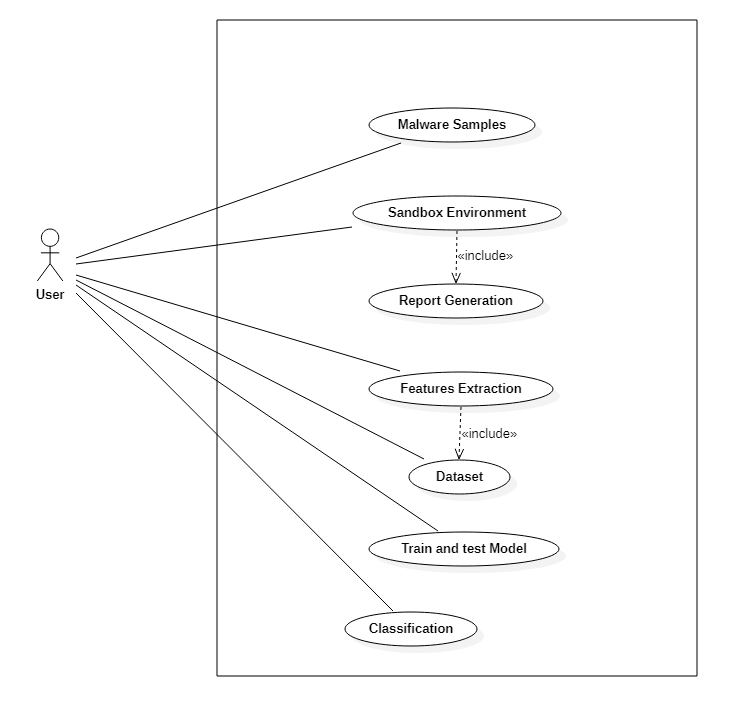 Malware Samples
Sandbox Environment
«include»
User
Report Generation
Features Extraction
«include»
Dataset
Train and test Model
Classification